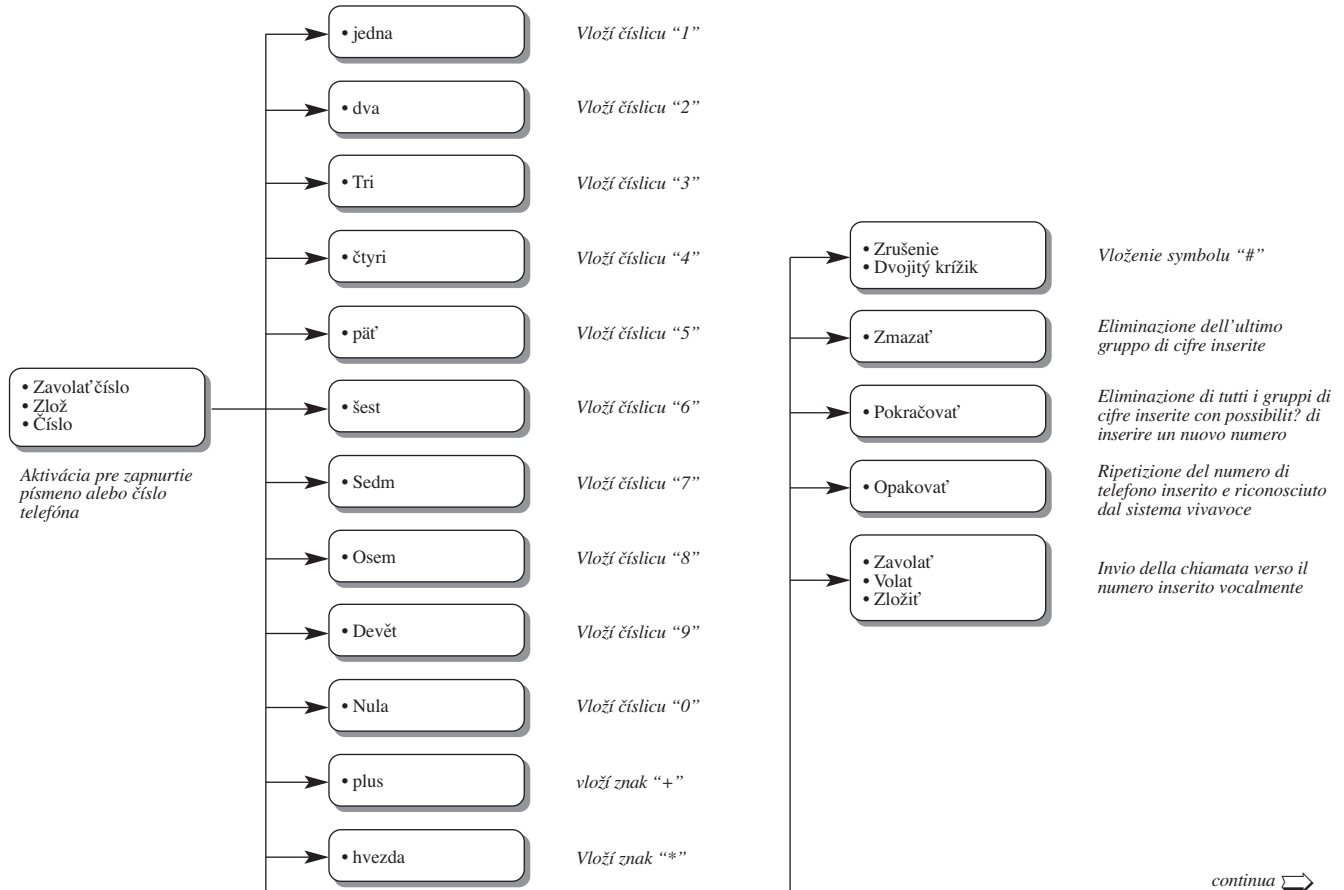 • Zavolať číslo
• Zlož
• Číslo
Aktivácia pre zapnurtie
písmeno alebo číslo
telefóna
• jedna
Vloží číslicu “1”
• dva
Vloží číslicu “2”
• Tri
Vloží číslicu “3”
• čtyri
Vloží číslicu “4”
• päť
Vloží číslicu “5”
• šest
Vloží číslicu “6”
• Sedm
Vloží číslicu “7”
• Osem
Vloží číslicu “8”
• Devět
Vloží číslicu “9”
• Nula
Vloží číslicu “0”
• plus
vloží znak “+”
• hvezda
Vloží znak “*”
• Zrušenie
• Dvojitý krížik
Vloženie symbolu “#”
• Zmazať
Eliminazione dell’ultimo
gruppo di cifre inserite
• Pokračovať
Eliminazione di tutti i gruppi di
cifre inserite con possibilit? di
inserire un nuovo numero
• Opakovať
Ripetizione del numero di
telefono inserito e riconosciuto
dal sistema vivavoce
• Zavolať
• Volat
• Zložiť
Invio della chiamata verso il
numero inserito vocalmente
continua